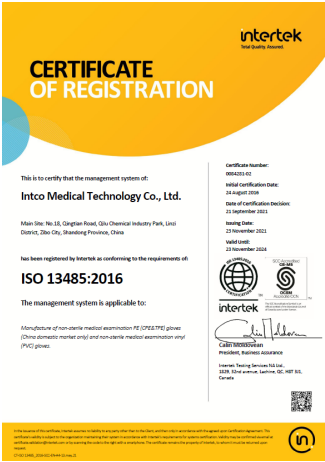 intertek
Total Quality. Assured.
CERTIFICATE
OF REGISTRATION
This is to certify that the management system of:
Intco Medical Technology Co., Ltd.
Main Site: No.18, Qingtian Road, Qilu Chemical Industry Park, Linzi
District, Zibo City, Shandong Province, China
has been registered by Intertek as conforming to the requirements of:
ISO 13485:2016
The management system is applicable to:
Manufacture of non-sterile medical examination PE (CPE&TPE) gloves
(China domestic market only) and non-sterile medical examination vinyl
(PVC) gloves.
Certificate Number:
0084281-02
Initial Certification Date:
24 August 2016
Date of Certification Decision:
21 September 2021
Issuing Date:
23 November 2021
Valid Until:
23 November 2024
intertek
Calin Moldovean
President, Business Assurance
Intertek Testing Services NA Ltd.,
1829, 32nd avenue, Lachine, QC, H8T 3J1,
Canada
in